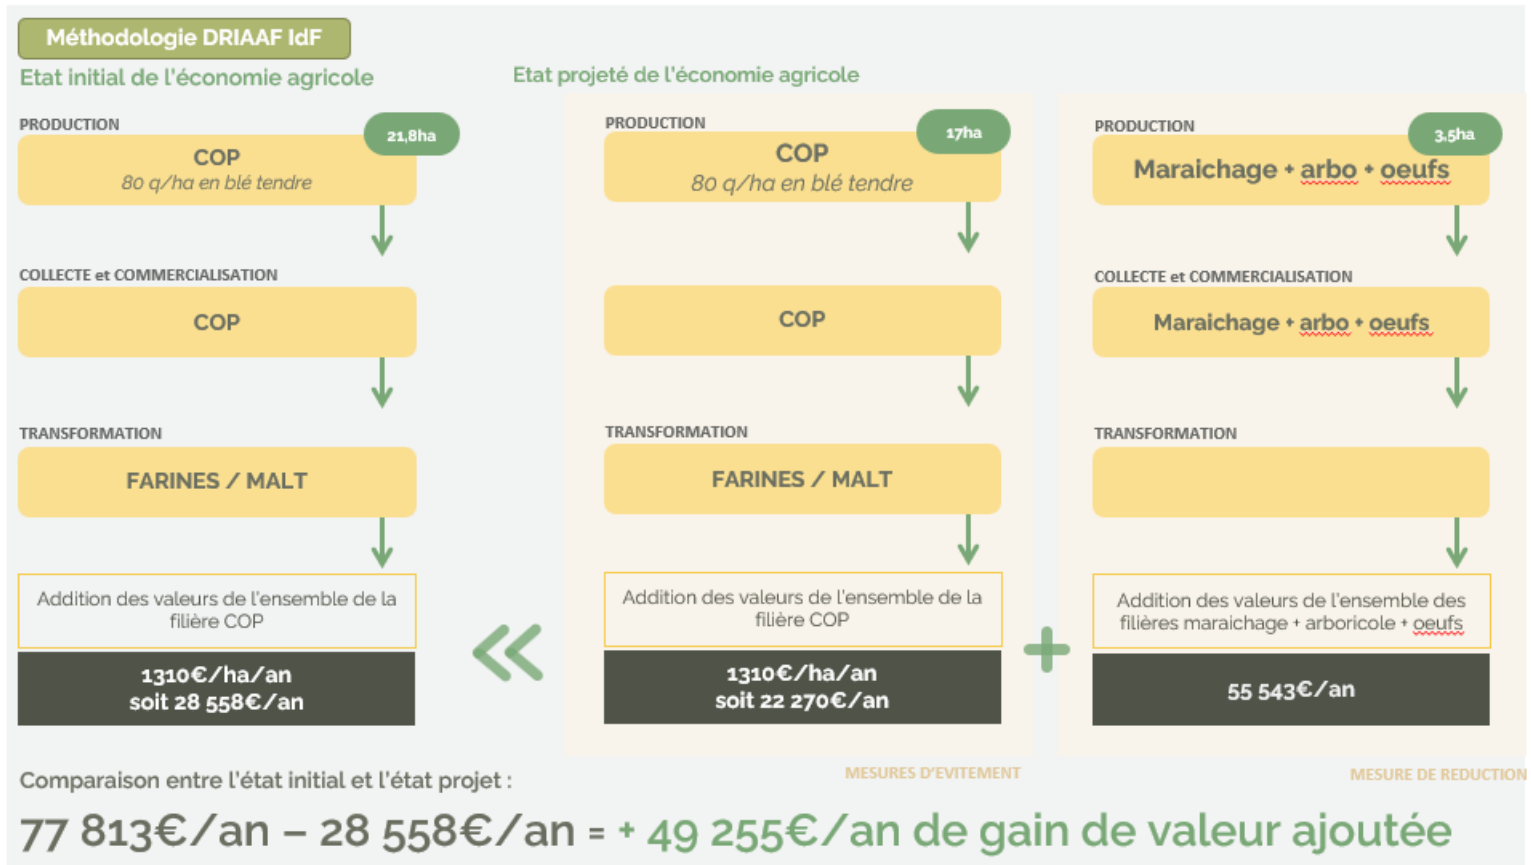 Méthodologie DRIAAF IdF
Etat initial de l'économie agricole
PRODUCTION
21,8ha
COP
80 q/ha en blé tendre
COLLECTE et COMMERCIALISATION
COP
TRANSFORMATION
FARINES / MALT
Addition des valeurs de l'ensemble de la
filière COP
1310€/ha/an
soit 28 558€/an
Etat projeté de l'économie agricole
PRODUCTION
17ha
COP
80 q/ha en blé tendre
COP
TRANSFORMATION
FARINES / MALT
Addition des valeurs de l'ensemble de la
filière COP
1310€/ha/an
soit 22 270€/an
MESURES D'EVITEMENT
+
PRODUCTION
3,5ha
Maraichage + arbo + oeufs
COLLECTE et COMMERCIALISATION
Maraichage + arbo + oeufs
TRANSFORMATION
Addition des valeurs de l'ensemble des
filières maraichage + arboricole + oeufs
55 543€/an
MESURE DE REDUCTION
Comparaison entre l'état initial et l'état projet :
77 813€/an – 28 558€/an = + 49 255€/an de gain de valeur ajoutée